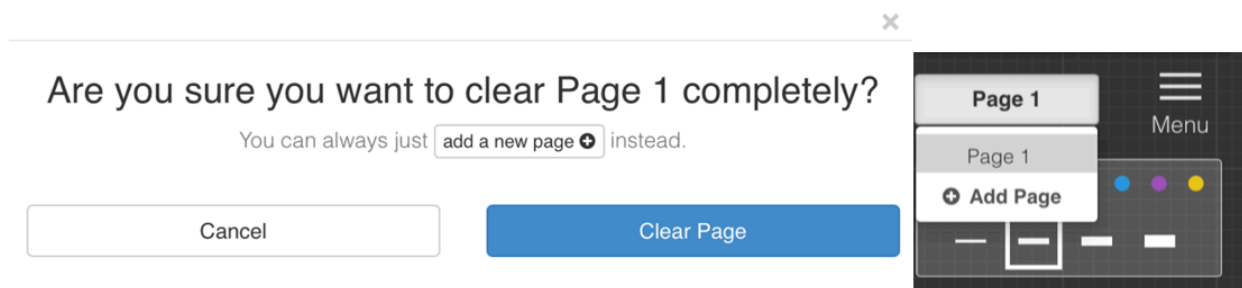 ×
Are you sure you want to clear Page 1 completely?
You can always just add a new page instead.
Cancel
Clear Page
Page 1
Menu
Page 1
Add Page